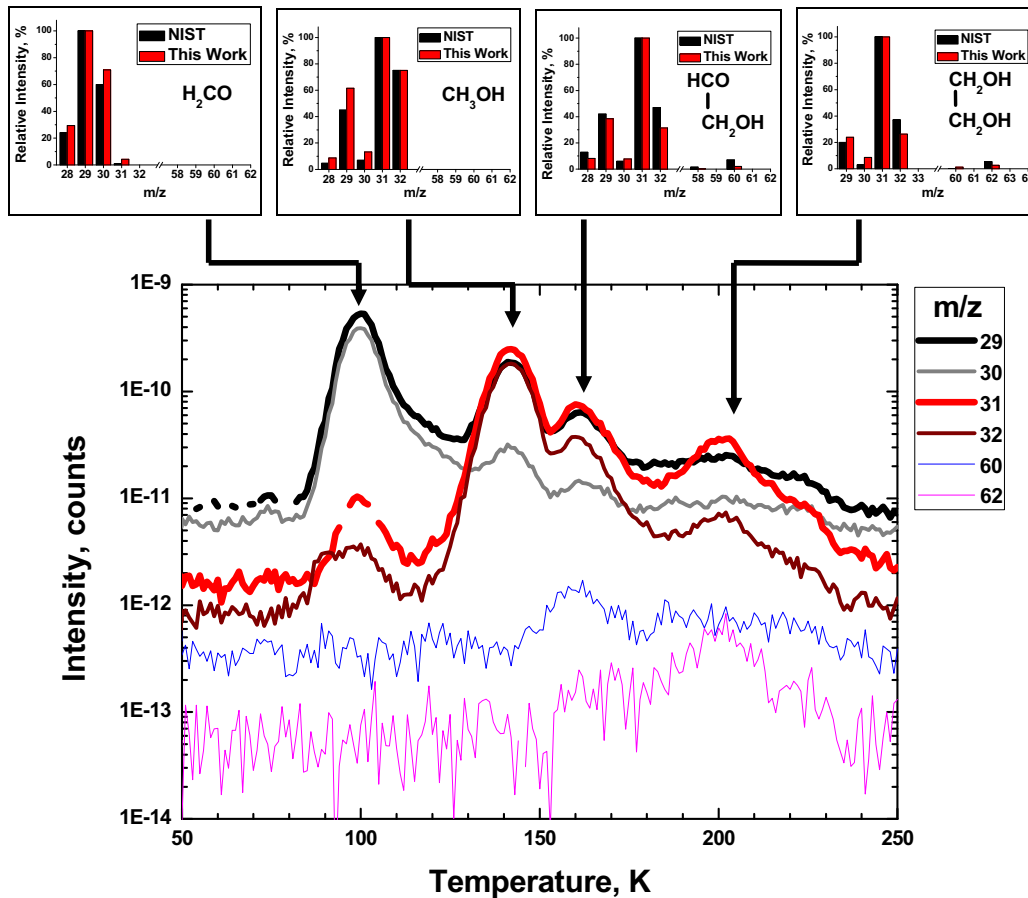 NIST
This Work
H2CO
Relative Intensity, %
100
80
60
40
20
0
28 29 30 31 32 58 59 60 61 62
m/z
NIST
This Work
CH3OH
Relative Intensity, %
100
80
60
40
20
0
28 29 30 31 32 58 59 60 61 62
m/z
NIST
This Work
HCO
CH2OH
Relative Intensity, %
100
80
60
40
20
0
28 29 30 31 32 58 59 60 61 62
m/z
NIST
This Work
CH2OH
CH2OH
Relative Intensity, %
100
80
60
40
20
0
29 30 31 32 33 60 61 62 63
m/z
Intensity, counts
1E-9
1E-10
1E-11
1E-12
1E-13
1E-14
50 100 150 200 250
Temperature, K
m/z
29
30
31
32
60
62